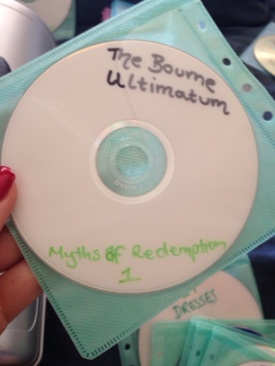 The Bourne
Ultimatum
Myths of Redemption
1
DRESSES